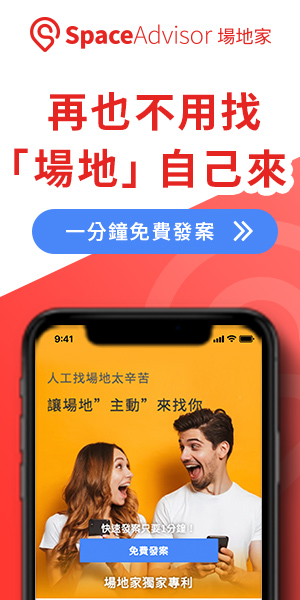 SpaceAdvisor 場地家
再也不用找
「場地」自己來
一分鐘免費發案
9:41
人工找場地太辛苦
讓場地”主動”來找你
快速發案只要1分鐘！
免費發案
場地家獨家專利